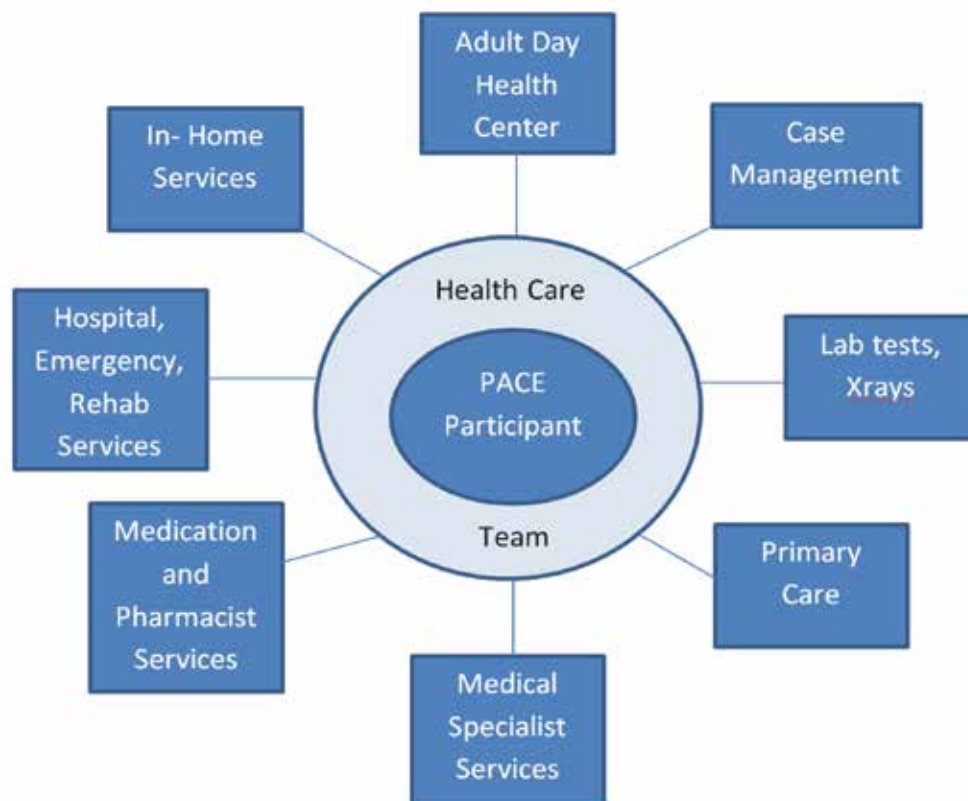 Adult Day
Health
Center
In- Home
Services
Case
Management
Health Care
Hospital,
Emergency,
Rehab
Services
PACE
Participant
Lab tests,
Xrays
Team
Medication
and
Pharmacist
Services
Primary
Care
Medical
Specialist
Services